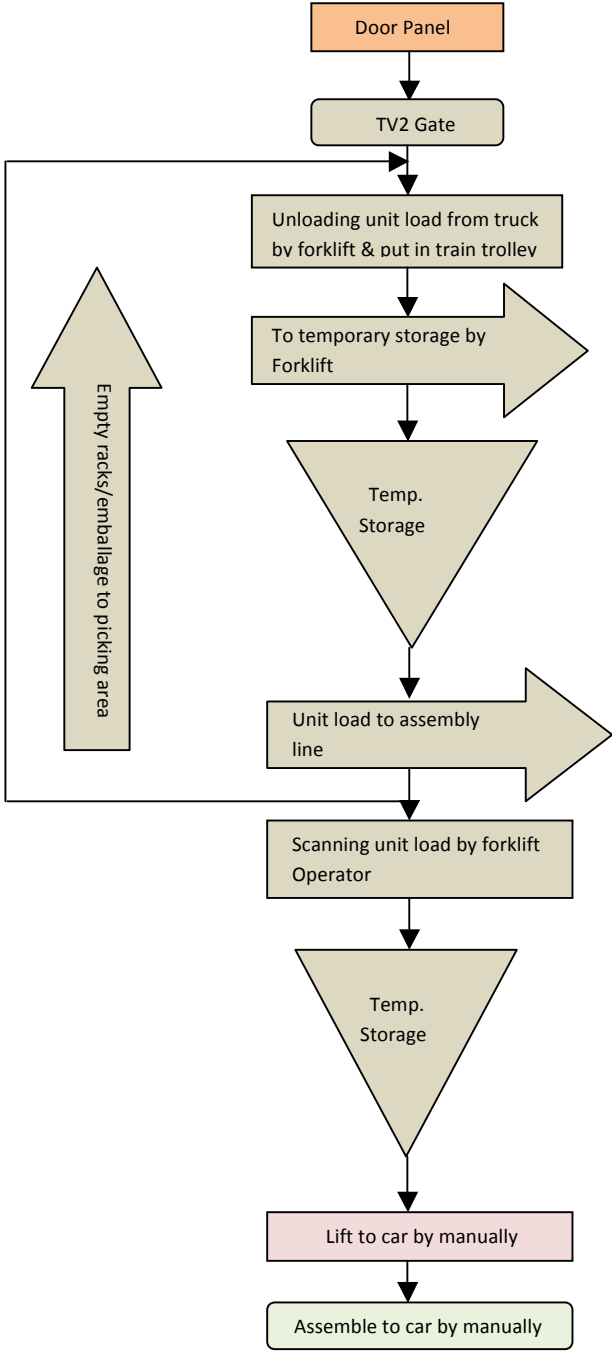 Door Panel
TV2 Gate
Unloading unit load from truck
by forklift & put in train trolley
To temporary storage by
Forklift
Temp.
Storage
Empty racks/emballage to picking area
Unit load to assembly
line
Scanning unit load by forklift
Operator
Temp.
Storage
Lift to car by manually
Assemble to car by manually